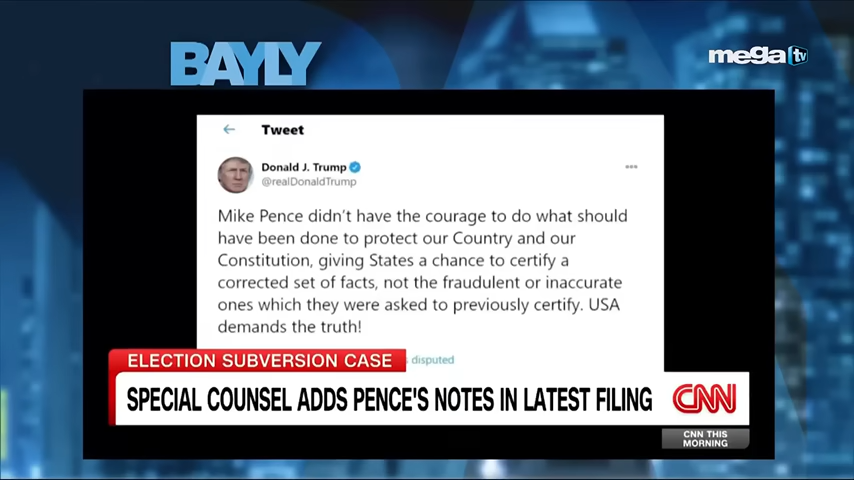 BAYLY
mega tv
Tweet
Donald J. Trump
@realDonaldTrump
Mike Pence didn't have the courage to do what should
have been done to protect our Country and our
Constitution, giving States a chance to certify a
corrected set of facts, not the fraudulent or inaccurate
ones which they were asked to previously certify. USA
demands the truth!
disputed
ELECTION SUBVERSION CASE
SPECIAL COUNSEL ADDS PENCE'S NOTES IN LATEST FILING
CNN
CNN THIS
MORNING